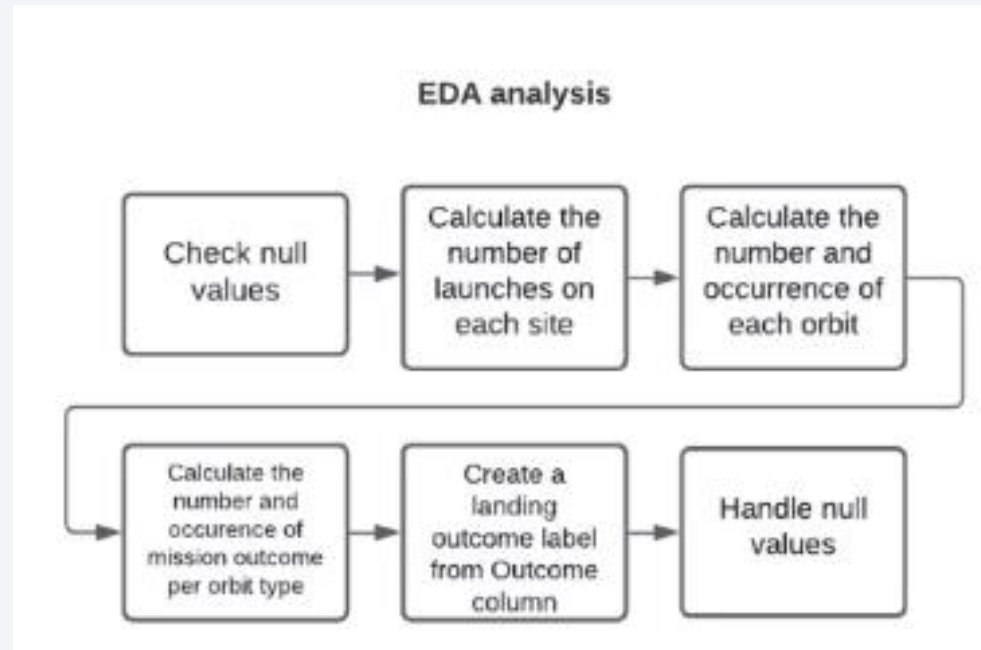 EDA analysis
Check null
values
Calculate the
number of
launches on
each site
Calculate the
number and
occurrence of
each orbit
Calculate the
number and
occurence of
mission outcome
per orbit type
Create a
landing
outcome label
from Outcome
column
Handle null
values